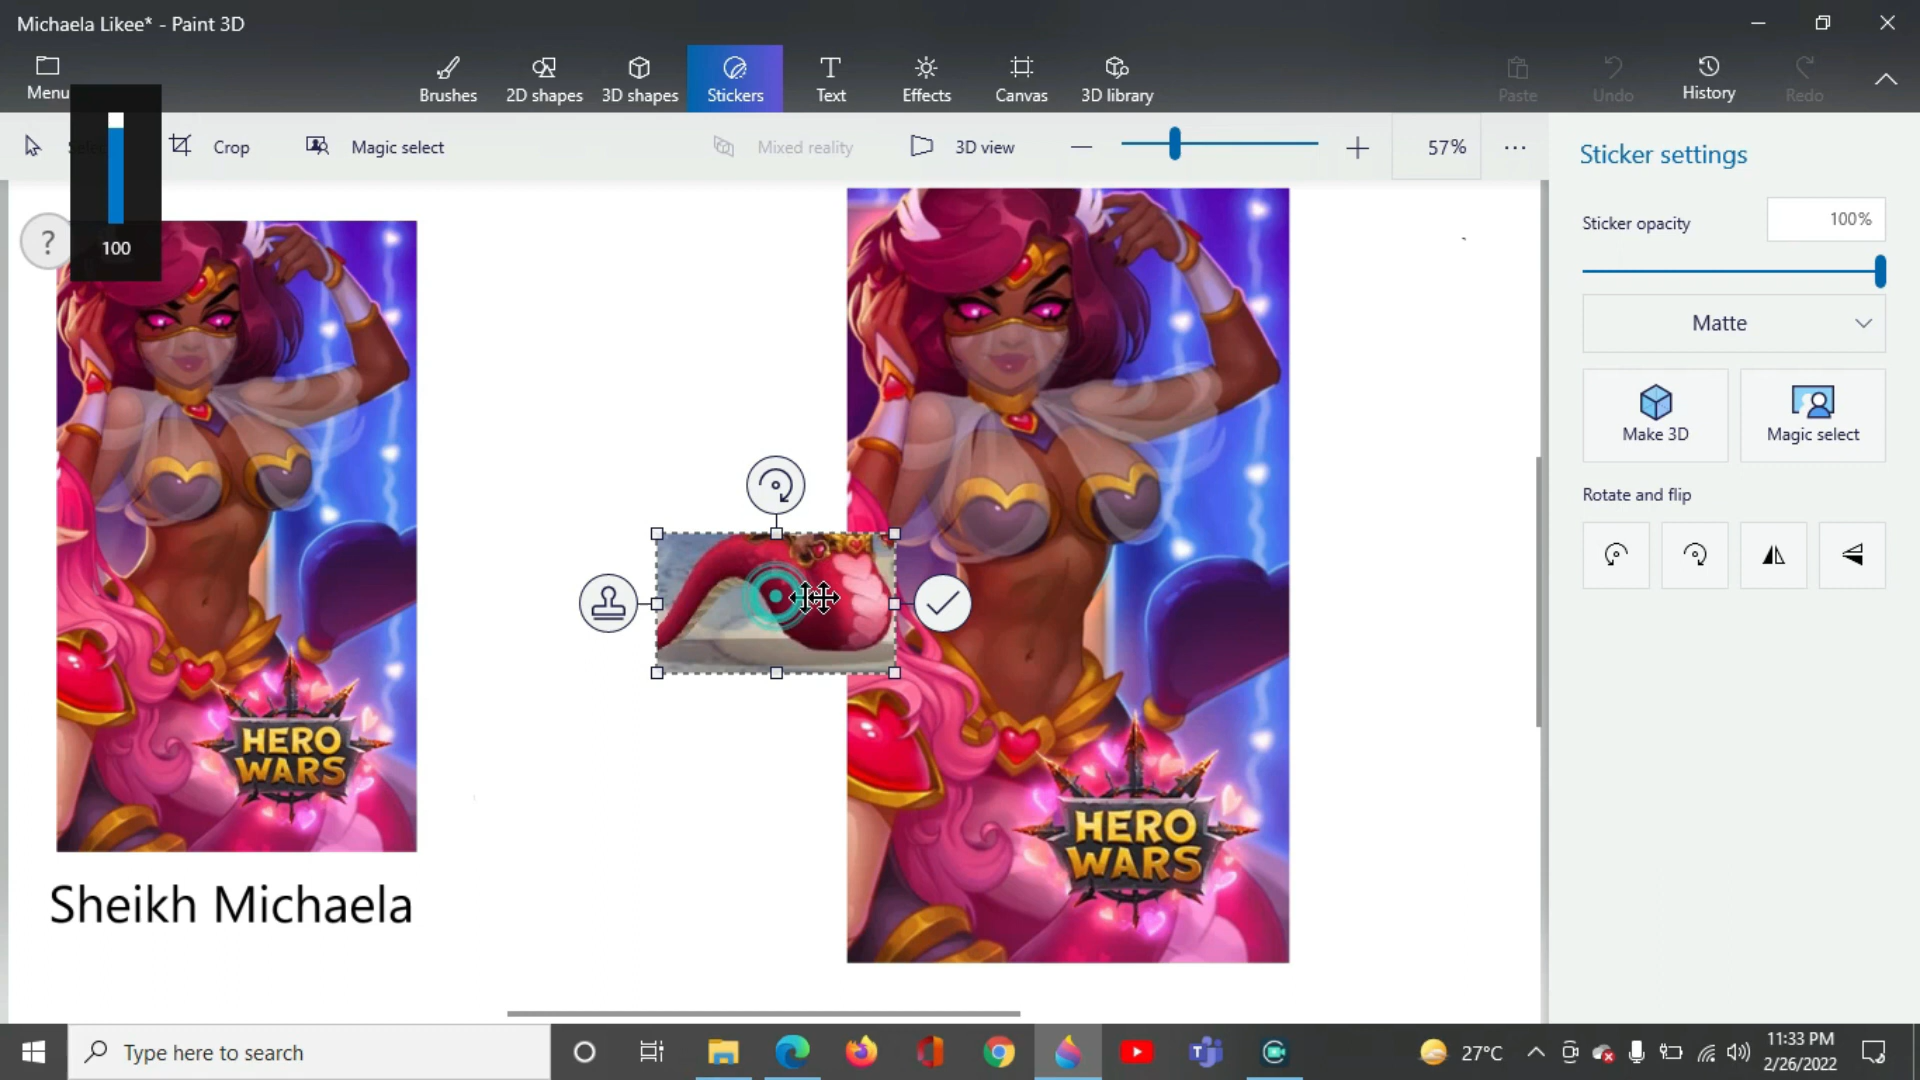 Michaela Likee* - Paint 3D
Menu
Brushes
2D shapes
3D shapes
Stickers
Text
Effects
Canvas
3D library
Paste
Undo
History
Redo
Crop
Magic select
Mixed reality
3D view
57%
Sticker settings
100
Sticker opacity
100%
Matte
Make 3D
Magic select
Rotate and flip
HERO
WARS
HERO
WARS
Sheikh Michaela
Type here to search
27°C
11:33 PM
2/26/2022